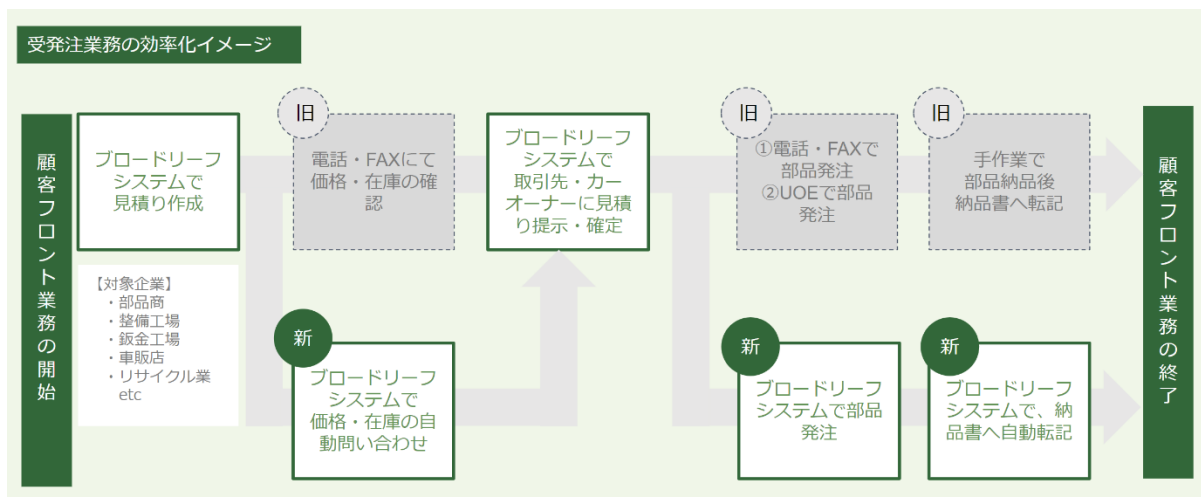 受発注業務の効率化イメージ
顧客フロント業務の開始
ブロードリーフ
システムで
見積り作成
【対象企業】
・部品商
・整備工場
・鈑金工場
・車販店
・リサイクル業
etc
旧
電話・FAXにて
価格・在庫の確
認
新
ブロードリーフ
システムで
価格・在庫の自
動問い合わせ
ブロードリーフ
システムで
取引先・カー
オーナーに見積
り提示・確定
旧
①電話・FAXで
部品発注
②UOEで部品
発注
新
ブロードリーフ
システムで部品
発注
旧
手作業で
部品納品後
納品書へ転記
新
ブロードリーフ
システムで、納
品書へ自動転記
顧客フロント業務の終了